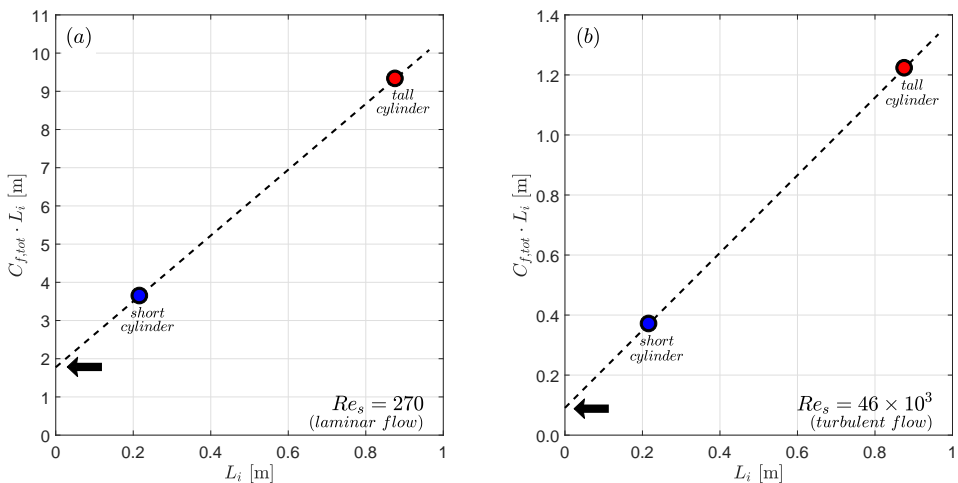 (a)
11
10
9
8
7
6
5
4
3
2
1
0
C_{f,tot} · L_i [m]
tall
cylinder
short
cylinder
Re_s = 270
(laminar flow)
0 0.2 0.4 0.6 0.8 1
L_i [m]
(b)
1.4
1.2
1.0
0.8
0.6
0.4
0.2
0.0
C_{f,tot} · L_i [m]
tall
cylinder
short
cylinder
Re_s = 46 × 10^3
(turbulent flow)
0 0.2 0.4 0.6 0.8 1
L_i [m]